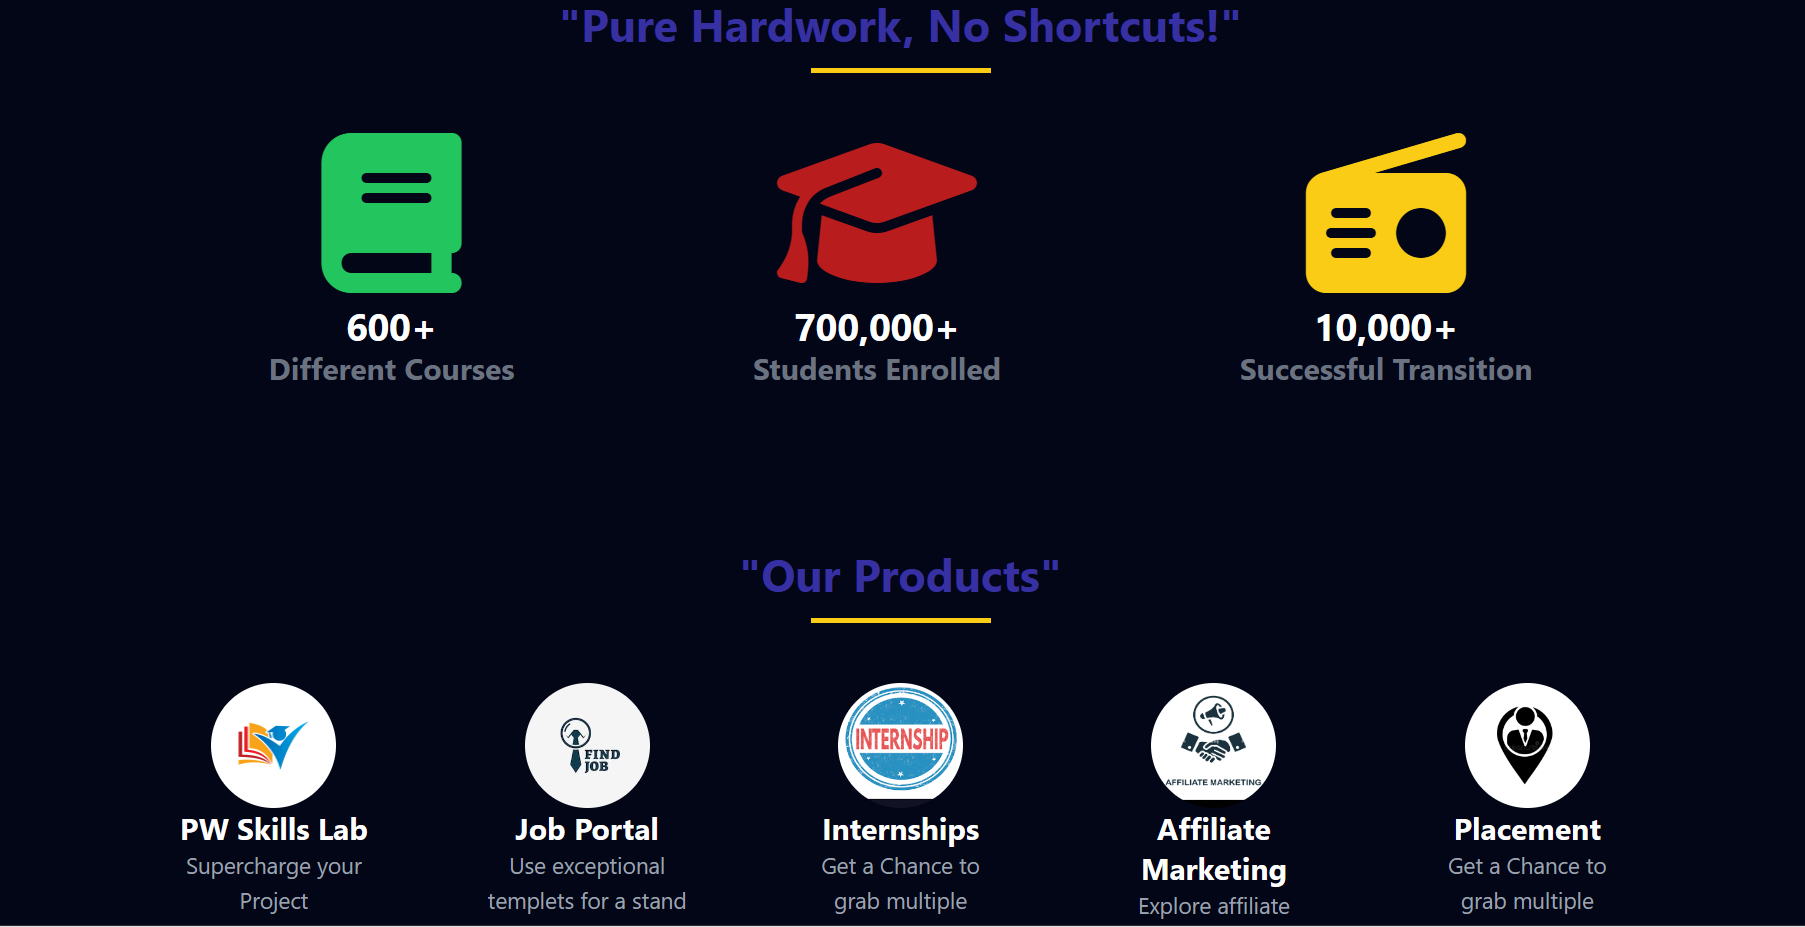 "Pure Hardwork, No Shortcuts!"
600+
700,000+
10,000+
Different Courses
Students Enrolled
Successful Transition
"Our Products"
FIND
JOB
INTERNSHIP
AFFILIATE MARKETING
PW Skills Lab
Supercharge your
Project
Job Portal
Use exceptional
templets for a stand
Internships
Get a Chance to
grab multiple
Affiliate
Marketing
Explore affiliate
Placement
Get a Chance to
grab multiple